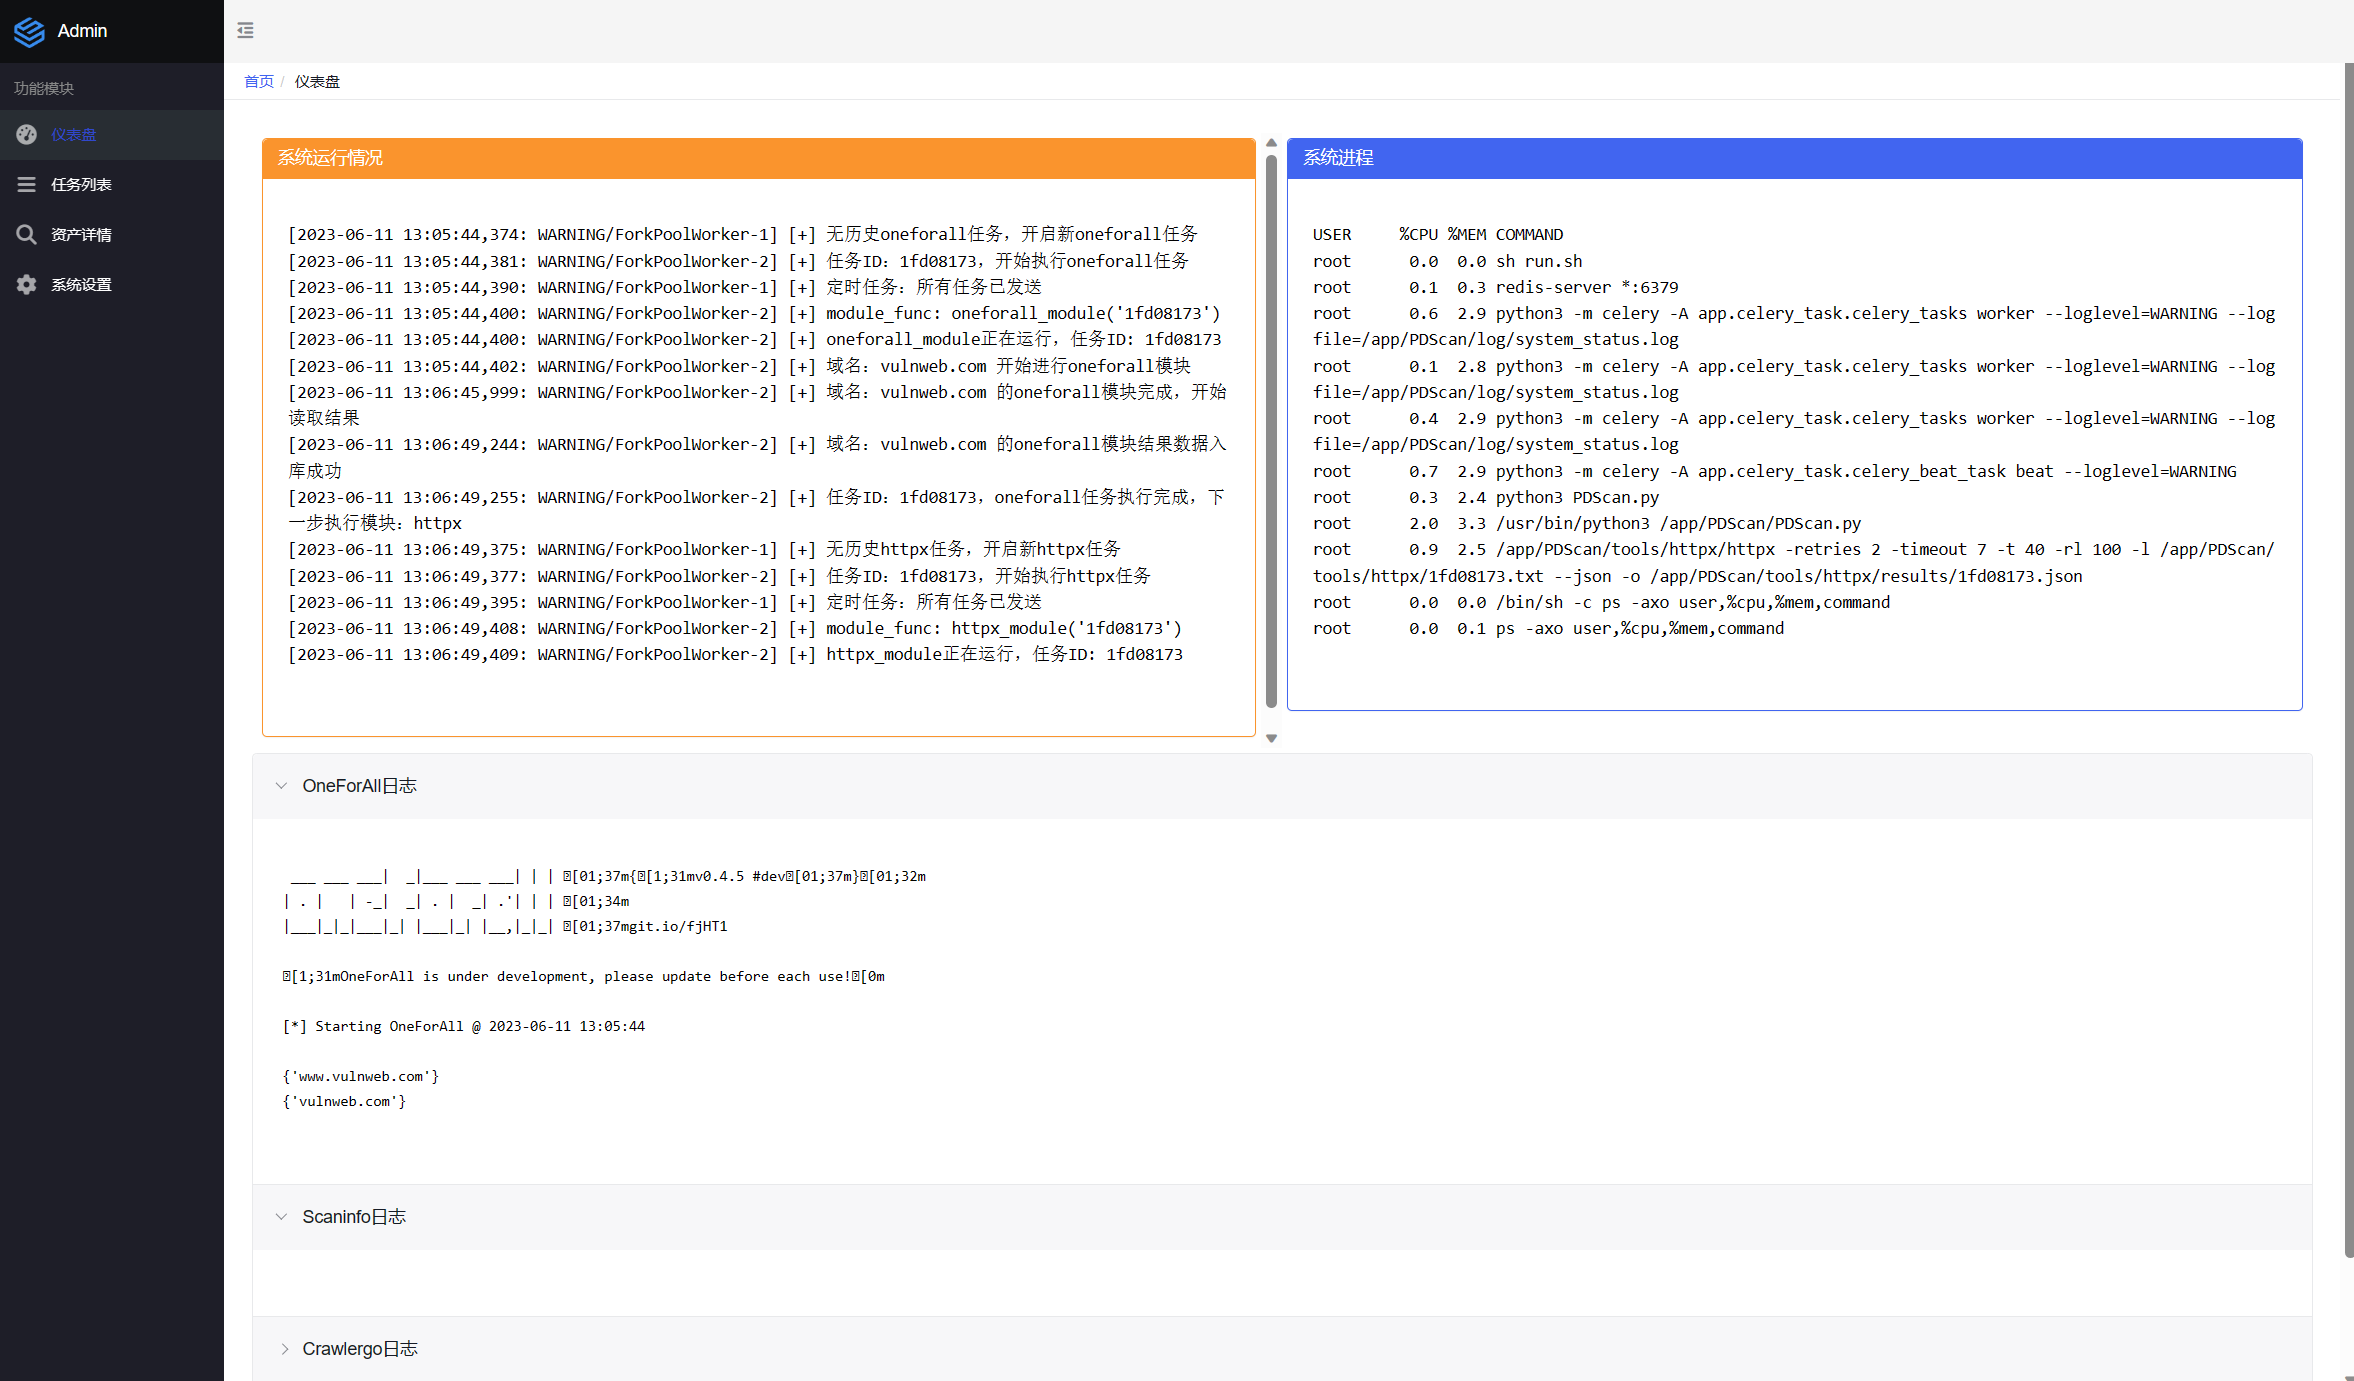 Admin
功能模块
仪表盘
任务列表
资产详情
系统设置
首页 / 仪表盘
系统运行情况
[2023-06-11 13:05:44,374: WARNING/ForkPoolWorker-1] [+] 无历史oneforall任务，开启新oneforall任务
[2023-06-11 13:05:44,381: WARNING/ForkPoolWorker-2] [+] 任务ID：1fd08173，开始执行oneforall任务
[2023-06-11 13:05:44,390: WARNING/ForkPoolWorker-1] [+] 定时任务：所有任务已发送
[2023-06-11 13:05:44,400: WARNING/ForkPoolWorker-2] [+] module_func: oneforall_module('1fd08173')
[2023-06-11 13:05:44,400: WARNING/ForkPoolWorker-2] [+] oneforall_module正在运行，任务ID: 1fd08173
[2023-06-11 13:05:44,402: WARNING/ForkPoolWorker-2] [+] 域名：vulnweb.com 开始进行oneforall模块
[2023-06-11 13:06:45,999: WARNING/ForkPoolWorker-2] [+] 域名：vulnweb.com 的oneforall模块完成，开始
读取结果
[2023-06-11 13:06:49,244: WARNING/ForkPoolWorker-2] [+] 域名：vulnweb.com 的oneforall模块结果数据入
库成功
[2023-06-11 13:06:49,255: WARNING/ForkPoolWorker-2] [+] 任务ID：1fd08173，oneforall任务执行完成，下
一步执行模块：httpx
[2023-06-11 13:06:49,375: WARNING/ForkPoolWorker-1] [+] 无历史httpx任务，开启新httpx任务
[2023-06-11 13:06:49,377: WARNING/ForkPoolWorker-2] [+] 任务ID：1fd08173，开始执行httpx任务
[2023-06-11 13:06:49,395: WARNING/ForkPoolWorker-1] [+] 定时任务：所有任务已发送
[2023-06-11 13:06:49,408: WARNING/ForkPoolWorker-2] [+] module_func: httpx_module('1fd08173')
[2023-06-11 13:06:49,409: WARNING/ForkPoolWorker-2] [+] httpx_module正在运行，任务ID: 1fd08173
系统进程
USER     %CPU %MEM COMMAND
root      0.0  0.0 sh run.sh
root      0.1  0.3 redis-server *:6379
root      0.6  2.9 python3 -m celery -A app.celery_task.celery_tasks worker --loglevel=WARNING --log
file=/app/PDScan/log/system_status.log
root      0.1  2.8 python3 -m celery -A app.celery_task.celery_tasks worker --loglevel=WARNING --log
file=/app/PDScan/log/system_status.log
root      0.4  2.9 python3 -m celery -A app.celery_task.celery_tasks worker --loglevel=WARNING --log
file=/app/PDScan/log/system_status.log
root      0.7  2.9 python3 -m celery -A app.celery_task.celery_beat_task beat --loglevel=WARNING
root      0.3  2.4 python3 PDScan.py
root      2.0  3.3 /usr/bin/python3 /app/PDScan/PDScan.py
root      0.9  2.5 /app/PDScan/tools/httpx/httpx -retries 2 -timeout 7 -t 40 -rl 100 -l /app/PDScan/
tools/httpx/1fd08173.txt --json -o /app/PDScan/tools/httpx/results/1fd08173.json
root      0.0  0.0 /bin/sh -c ps -axo user,%cpu,%mem,command
root      0.0  0.1 ps -axo user,%cpu,%mem,command
OneForAll日志
 ___ ___ ___|  _|___ ___ ___| | | [01;37m{[1;31mv0.4.5 #dev[01;37m}[01;32m
| . |   | -_|  _| . |  _| .'| | | [01;34m
|___|_|_|___|_| |___|_| |__,|_|_| [01;37mgit.io/fjHT1
[1;31mOneForAll is under development, please update before each use![0m
[*] Starting OneForAll @ 2023-06-11 13:05:44
{'www.vulnweb.com'}
{'vulnweb.com'}
Scaninfo日志
Crawlergo日志